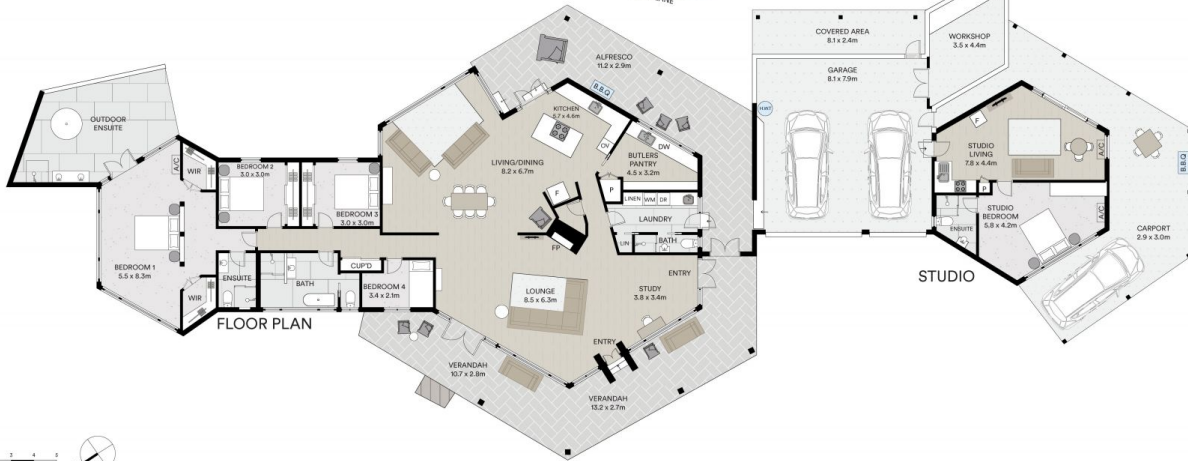 COVERED AREA
8.1 x 2.4m
WORKSHOP
3.5 x 4.4m
ALFRESCO
11.2 x 2.9m
GARAGE
8.1 x 7.9m
B.B.Q
HWT
OUTDOOR
ENSUITE
KITCHEN
5.7 x 4.6m
A/C
WIR
BEDROOM 2
3.0 x 3.0m
LIVING/DINING
8.2 x 6.7m
OV
DW
BUTLERS
PANTRY
4.5 x 3.2m
F
STUDIO
LIVING
7.8 x 4.4m
A/C
B.B.Q
BEDROOM 3
3.0 x 3.0m
F
P
LINEN
WM
DR
P
STUDIO
BEDROOM
5.8 x 4.2m
A/C
LAUNDRY
BEDROOM 1
5.5 x 8.3m
FP
LIN
BATH
ENSUITE
CARPORT
2.9 x 3.0m
ENSUITE
BATH
CUP'D
BEDROOM 4
3.4 x 2.1m
ENTRY
STUDIO
WIR
LOUNGE
8.5 x 6.3m
STUDY
3.8 x 3.4m
FLOOR PLAN
ENTRY
VERANDAH
10.7 x 2.8m
VERANDAH
13.2 x 2.7m
3 4 5